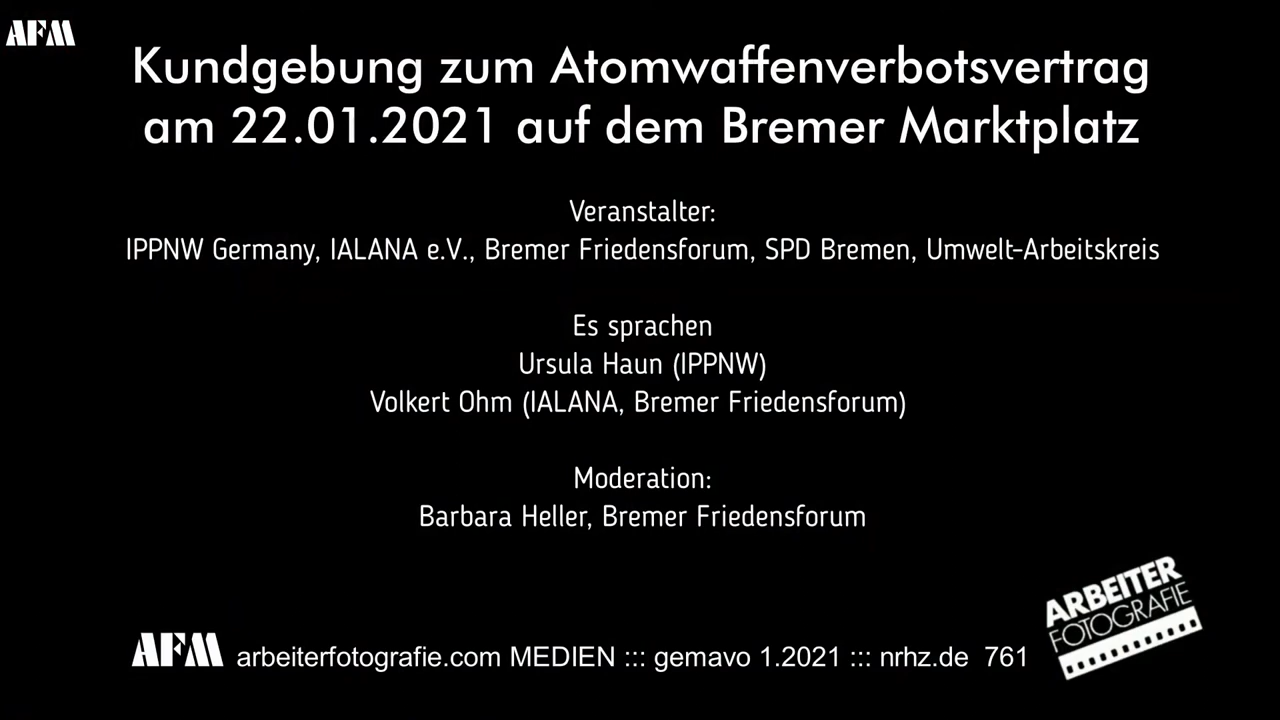 AFM
Kundgebung zum Atomwaffenverbotsvertrag
am 22.01.2021 auf dem Bremer Marktplatz
Veranstalter:
IPPNW Germany, IALANA e.V., Bremer Friedensforum, SPD Bremen, Umwelt-Arbeitskreis
Es sprachen
Ursula Haun (IPPNW)
Volkert Ohm (IALANA, Bremer Friedensforum)
Moderation:
Barbara Heller, Bremer Friedensforum
ARBEITER
FOTOGRAFIE
AFM arbeiterfotografie.com MEDIEN ::: gemavo 1.2021 ::: nrhz.de 761